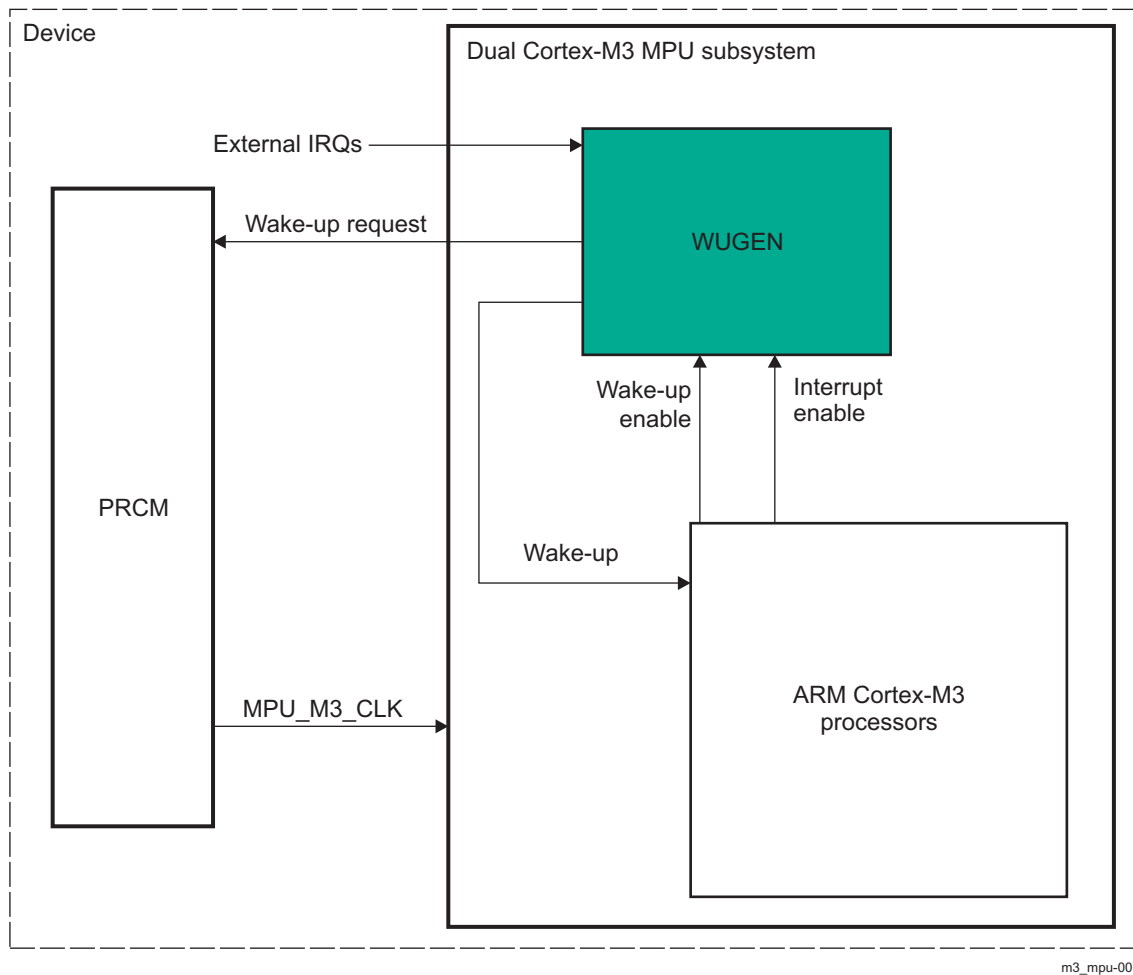 Device
Dual Cortex-M3 MPU subsystem
External IRQs
Wake-up request
WUGEN
Wake-up
enable
Interrupt
enable
PRCM
Wake-up
MPU_M3_CLK
ARM Cortex-M3
processors
m3_mpu-00